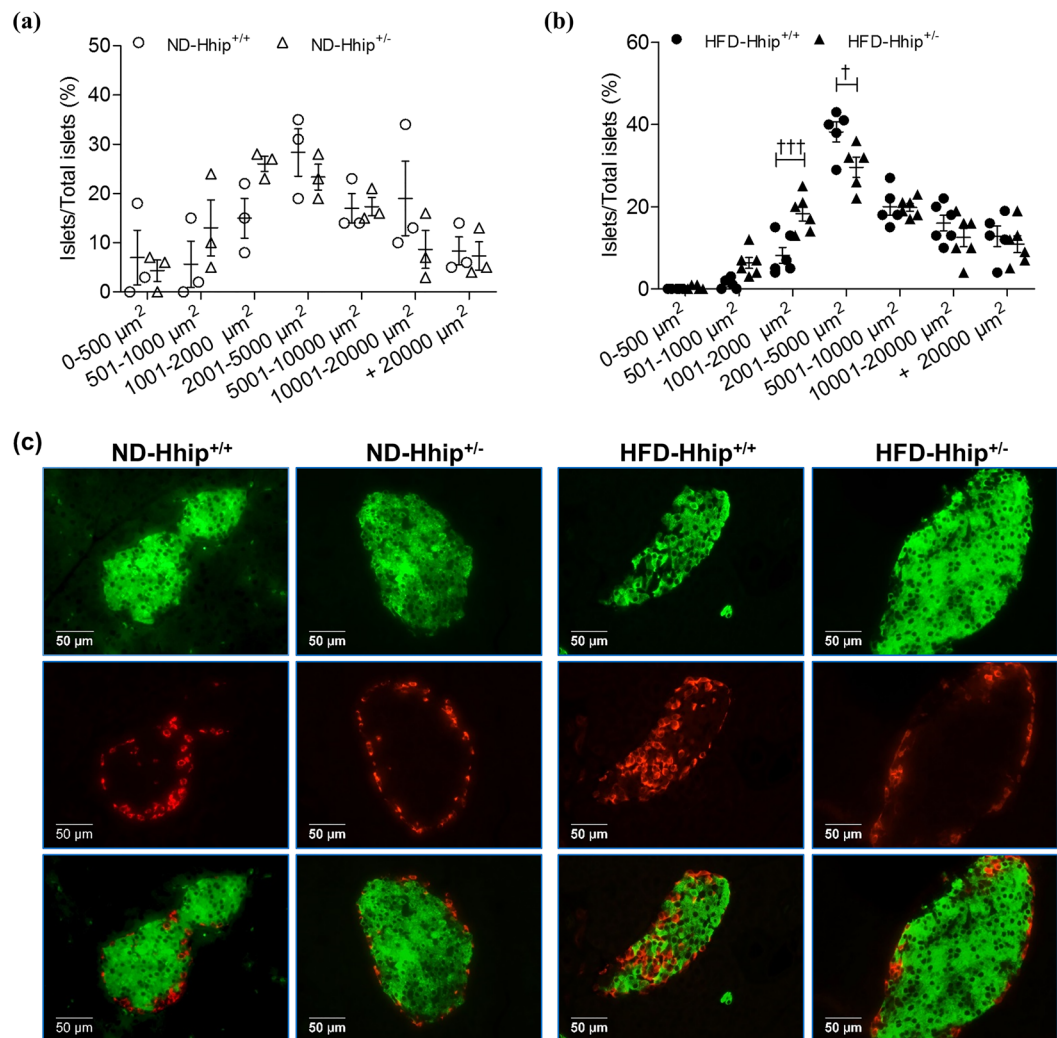 (a)
ND-Hhip+/+ ND-Hhip+/-
Islets/Total islets (%)
50
40
30
20
10
0
0-500 μm2
501-1000 μm2
1001-2000 μm2
2001-5000 μm2
5001-10000 μm2
10001-20000 μm2
+ 20000 μm2
(b)
HFD-Hhip+/+ HFD-Hhip+/-
Islets/Total islets (%)
60
40
20
0
†††
†
0-500 μm2
501-1000 μm2
1001-2000 μm2
2001-5000 μm2
5001-10000 μm2
10001-20000 μm2
+ 20000 μm2
(c)
ND-Hhip+/+ ND-Hhip+/- HFD-Hhip+/+ HFD-Hhip+/-
50 μm 50 μm 50 μm 50 μm
50 μm 50 μm 50 μm 50 μm
50 μm 50 μm 50 μm 50 μm